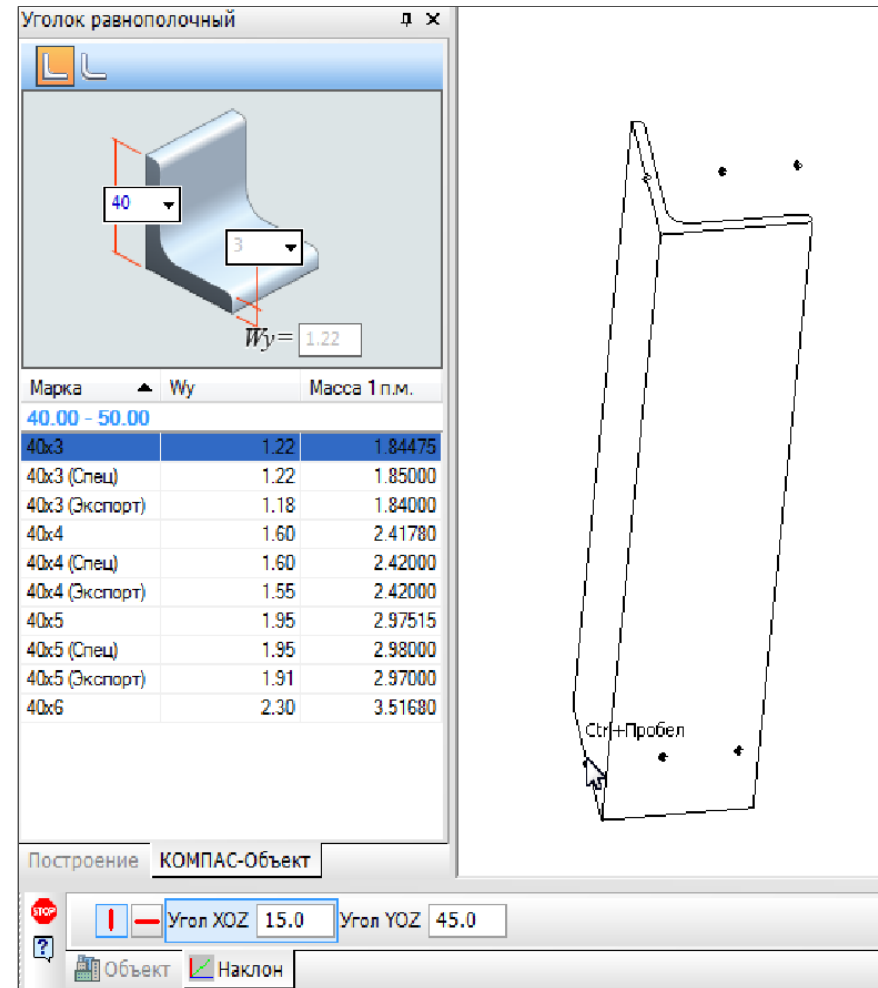 Уголок равнополочный
40
3
Wy= 1.22
Марка Wy Масса 1 п.м.
40.00 - 50.00
40x3 1.22 1.84475
40x3 (Спец) 1.22 1.85000
40x3 (Экспорт) 1.18 1.84000
40x4 1.60 2.41780
40x4 (Спец) 1.60 2.42000
40x4 (Экспорт) 1.55 2.42000
40x5 1.95 2.97515
40x5 (Спец) 1.95 2.98000
40x5 (Экспорт) 1.91 2.97000
40x6 2.30 3.51680
Ctrl+Пробел
Построение КОМПАС-Объект
STOP
Угол XOZ 15.0 Угол YOZ 45.0
?
Объект Наклон